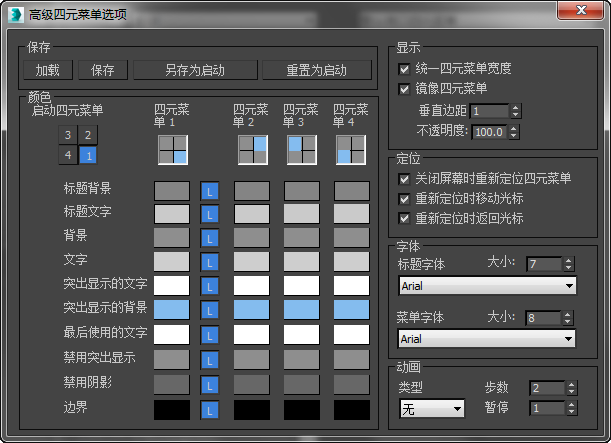 高级四元菜单选项
保存
加载 保存 另存为启动 重置为启动
颜色
启动四元菜单
3 2
4 1
四元菜单 1 四元菜单 2 四元菜单 3 四元菜单 4
标题背景 L
标题文字 L
背景 L
文字 L
突出显示的文字 L
突出显示的背景 L
最后使用的文字 L
禁用突出显示 L
禁用阴影 L
边界 L
显示
统一四元菜单宽度
镜像四元菜单
垂直边距 1
不透明度: 100.0
定位
关闭屏幕时重新定位四元菜单
重新定位时移动光标
重新定位时返回光标
字体
标题字体 大小: 7
Arial
菜单字体 大小: 8
Arial
动画
类型 步数 2
无 暂停 1